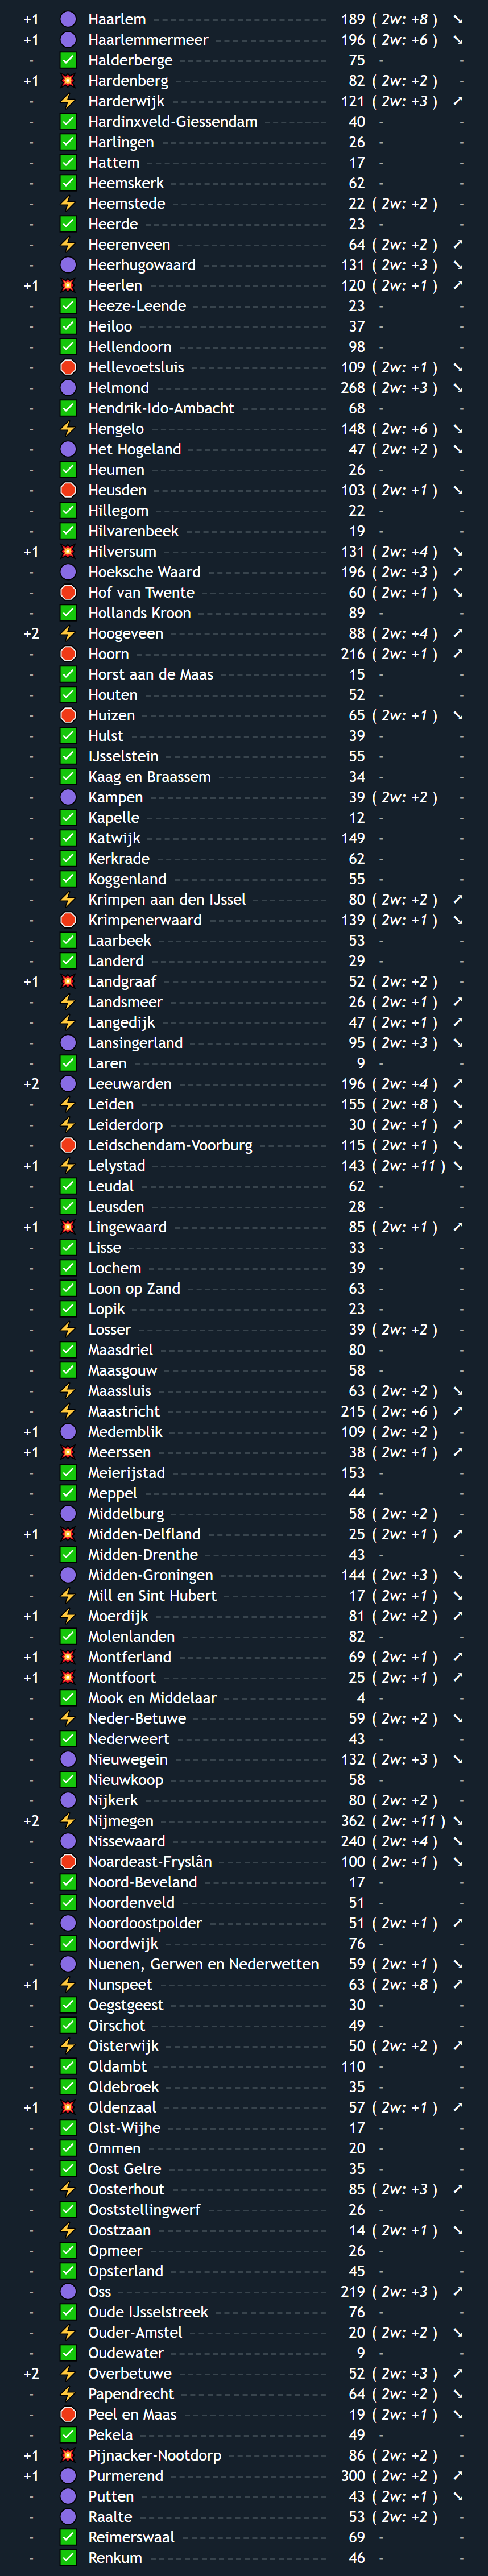 +1 Haarlem 189 ( 2w: +8 ) ➘
+1 Haarlemmermeer 196 ( 2w: +6 ) ➘
- Halderberge 75 - -
+1 Hardenberg 82 ( 2w: +2 ) -
- Harderwijk 121 ( 2w: +3 ) ➚
- Hardinxveld-Giessendam 40 - -
- Harlingen 26 - -
- Hattem 17 - -
- Heemskerk 62 - -
- Heemstede 22 ( 2w: +2 ) -
- Heerde 23 - -
- Heerenveen 64 ( 2w: +2 ) ➚
- Heerhugowaard 131 ( 2w: +3 ) ➘
+1 Heerlen 120 ( 2w: +1 ) ➚
- Heeze-Leende 23 - -
- Heiloo 37 - -
- Hellendoorn 98 - -
- Hellevoetsluis 109 ( 2w: +1 ) ➘
- Helmond 268 ( 2w: +3 ) ➘
- Hendrik-Ido-Ambacht 68 - -
- Hengelo 148 ( 2w: +6 ) ➘
- Het Hogeland 47 ( 2w: +2 ) ➘
- Heumen 26 - -
- Heusden 103 ( 2w: +1 ) ➘
- Hillegom 22 - -
- Hilvarenbeek 19 - -
+1 Hilversum 131 ( 2w: +4 ) ➘
- Hoeksche Waard 196 ( 2w: +3 ) ➚
- Hof van Twente 60 ( 2w: +1 ) ➘
- Hollands Kroon 89 - -
+2 Hoogeveen 88 ( 2w: +4 ) ➚
- Hoorn 216 ( 2w: +1 ) ➚
- Horst aan de Maas 15 - -
- Houten 52 - -
- Huizen 65 ( 2w: +1 ) ➘
- Hulst 39 - -
- IJsselstein 55 - -
- Kaag en Braassem 34 - -
- Kampen 39 ( 2w: +2 ) -
- Kapelle 12 - -
- Katwijk 149 - -
- Kerkrade 62 - -
- Koggenland 55 - -
- Krimpen aan den IJssel 80 ( 2w: +2 ) ➚
- Krimpenerwaard 139 ( 2w: +1 ) ➘
- Laarbeek 53 - -
- Landerd 29 - -
+1 Landgraaf 52 ( 2w: +2 ) -
- Landsmeer 26 ( 2w: +1 ) ➚
- Langedijk 47 ( 2w: +1 ) ➚
- Lansingerland 95 ( 2w: +3 ) ➘
- Laren 9 - -
+2 Leeuwarden 196 ( 2w: +4 ) ➚
- Leiden 155 ( 2w: +8 ) ➘
- Leiderdorp 30 ( 2w: +1 ) ➚
- Leidschendam-Voorburg 115 ( 2w: +1 ) ➘
+1 Lelystad 143 ( 2w: +11 ) ➘
- Leudal 62 - -
- Leusden 28 - -
+1 Lingewaard 85 ( 2w: +1 ) ➚
- Lisse 33 - -
- Lochem 39 - -
- Loon op Zand 63 - -
- Lopik 23 - -
- Losser 39 ( 2w: +2 ) -
- Maasdriel 80 - -
- Maasgouw 58 - -
- Maassluis 63 ( 2w: +2 ) ➘
- Maastricht 215 ( 2w: +6 ) ➚
+1 Medemblik 109 ( 2w: +2 ) -
+1 Meerssen 38 ( 2w: +1 ) ➚
- Meierijstad 153 - -
- Meppel 44 - -
- Middelburg 58 ( 2w: +2 ) -
+1 Midden-Delfland 25 ( 2w: +1 ) ➚
- Midden-Drenthe 43 - -
- Midden-Groningen 144 ( 2w: +3 ) ➘
- Mill en Sint Hubert 17 ( 2w: +1 ) ➘
+1 Moerdijk 81 ( 2w: +2 ) ➚
- Molenlanden 82 - -
+1 Montferland 69 ( 2w: +1 ) ➚
+1 Montfoort 25 ( 2w: +1 ) ➚
- Mook en Middelaar 4 - -
- Neder-Betuwe 59 ( 2w: +2 ) ➘
- Nederweert 43 - -
- Nieuwegein 132 ( 2w: +3 ) ➘
- Nieuwkoop 58 - -
- Nijkerk 80 ( 2w: +2 ) -
+2 Nijmegen 362 ( 2w: +11 ) ➘
- Nissewaard 240 ( 2w: +4 ) ➘
- Noardeast-Fryslân 100 ( 2w: +1 ) ➘
- Noord-Beveland 17 - -
- Noordenveld 51 - -
- Noordoostpolder 51 ( 2w: +1 ) ➚
- Noordwijk 76 - -
- Nuenen, Gerwen en Nederwetten 59 ( 2w: +1 ) ➘
+1 Nunspeet 63 ( 2w: +8 ) ➚
- Oegstgeest 30 - -
- Oirschot 49 - -
- Oisterwijk 50 ( 2w: +2 ) ➚
- Oldambt 110 - -
- Oldebroek 35 - -
+1 Oldenzaal 57 ( 2w: +1 ) ➚
- Olst-Wijhe 17 - -
- Ommen 20 - -
- Oost Gelre 35 - -
- Oosterhout 85 ( 2w: +3 ) ➚
- Ooststellingwerf 26 - -
- Oostzaan 14 ( 2w: +1 ) ➘
- Opmeer 26 - -
- Opsterland 45 - -
- Oss 219 ( 2w: +3 ) ➚
- Oude IJsselstreek 76 - -
- Ouder-Amstel 20 ( 2w: +2 ) ➘
- Oudewater 9 - -
+2 Overbetuwe 52 ( 2w: +3 ) ➚
- Papendrecht 64 ( 2w: +2 ) ➘
- Peel en Maas 19 ( 2w: +1 ) ➘
- Pekela 49 - -
+1 Pijnacker-Nootdorp 86 ( 2w: +2 ) -
+1 Purmerend 300 ( 2w: +2 ) ➚
- Putten 43 ( 2w: +1 ) ➘
- Raalte 53 ( 2w: +2 ) -
- Reimerswaal 69 - -
- Renkum 46 - -